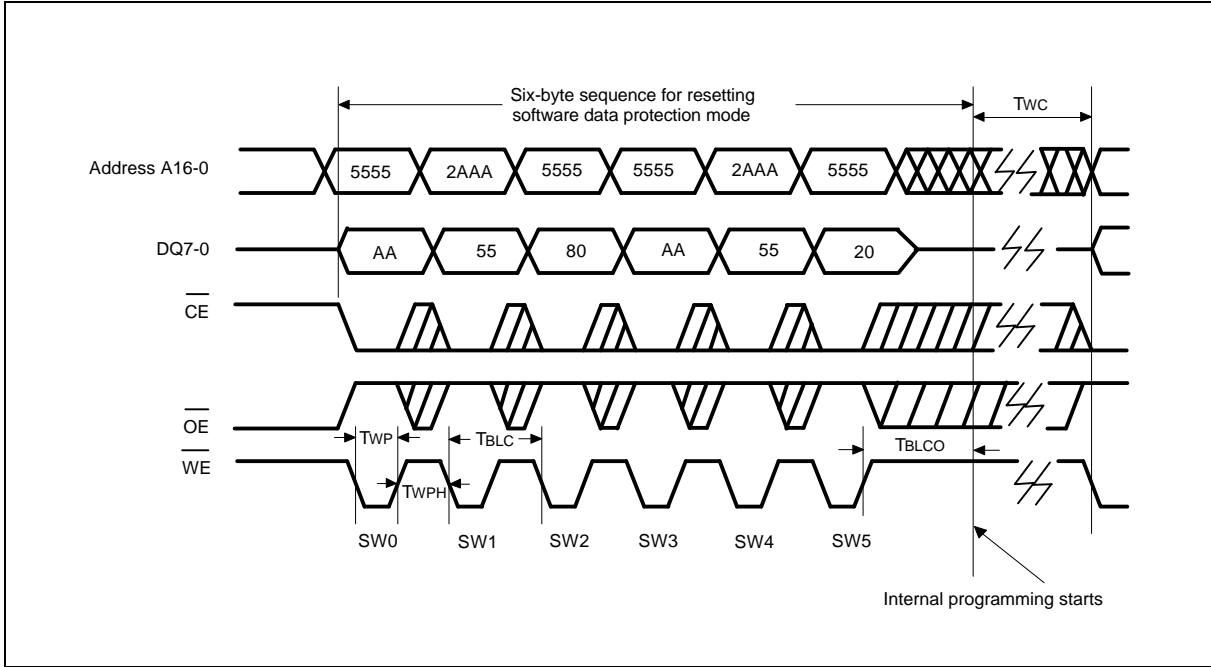 Six-byte sequence for resetting
software data protection mode
TWC
Address A16-0
5555 2AAA 5555 5555 2AAA 5555
DQ7-0
AA 55 80 AA 55 20
CE
OE
TWP
TBLC
TBLCO
WE
TWPH
SW0 SW1 SW2 SW3 SW4 SW5
Internal programming starts